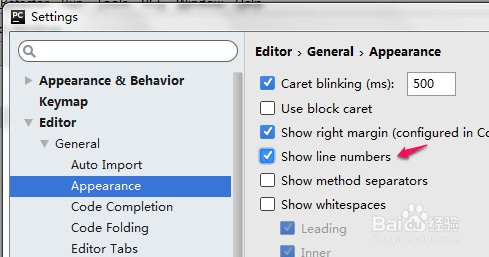 PC Settings
Editor › General › Appearance
Appearance & Behavior
Keymap
Editor
General
Auto Import
Appearance
Code Completion
Code Folding
Editor Tabs
Caret blinking (ms): 500
Use block caret
Show right margin (configured in Co
Show line numbers
Show method separators
Show whitespaces
Leading
Inner
Baidu 经验